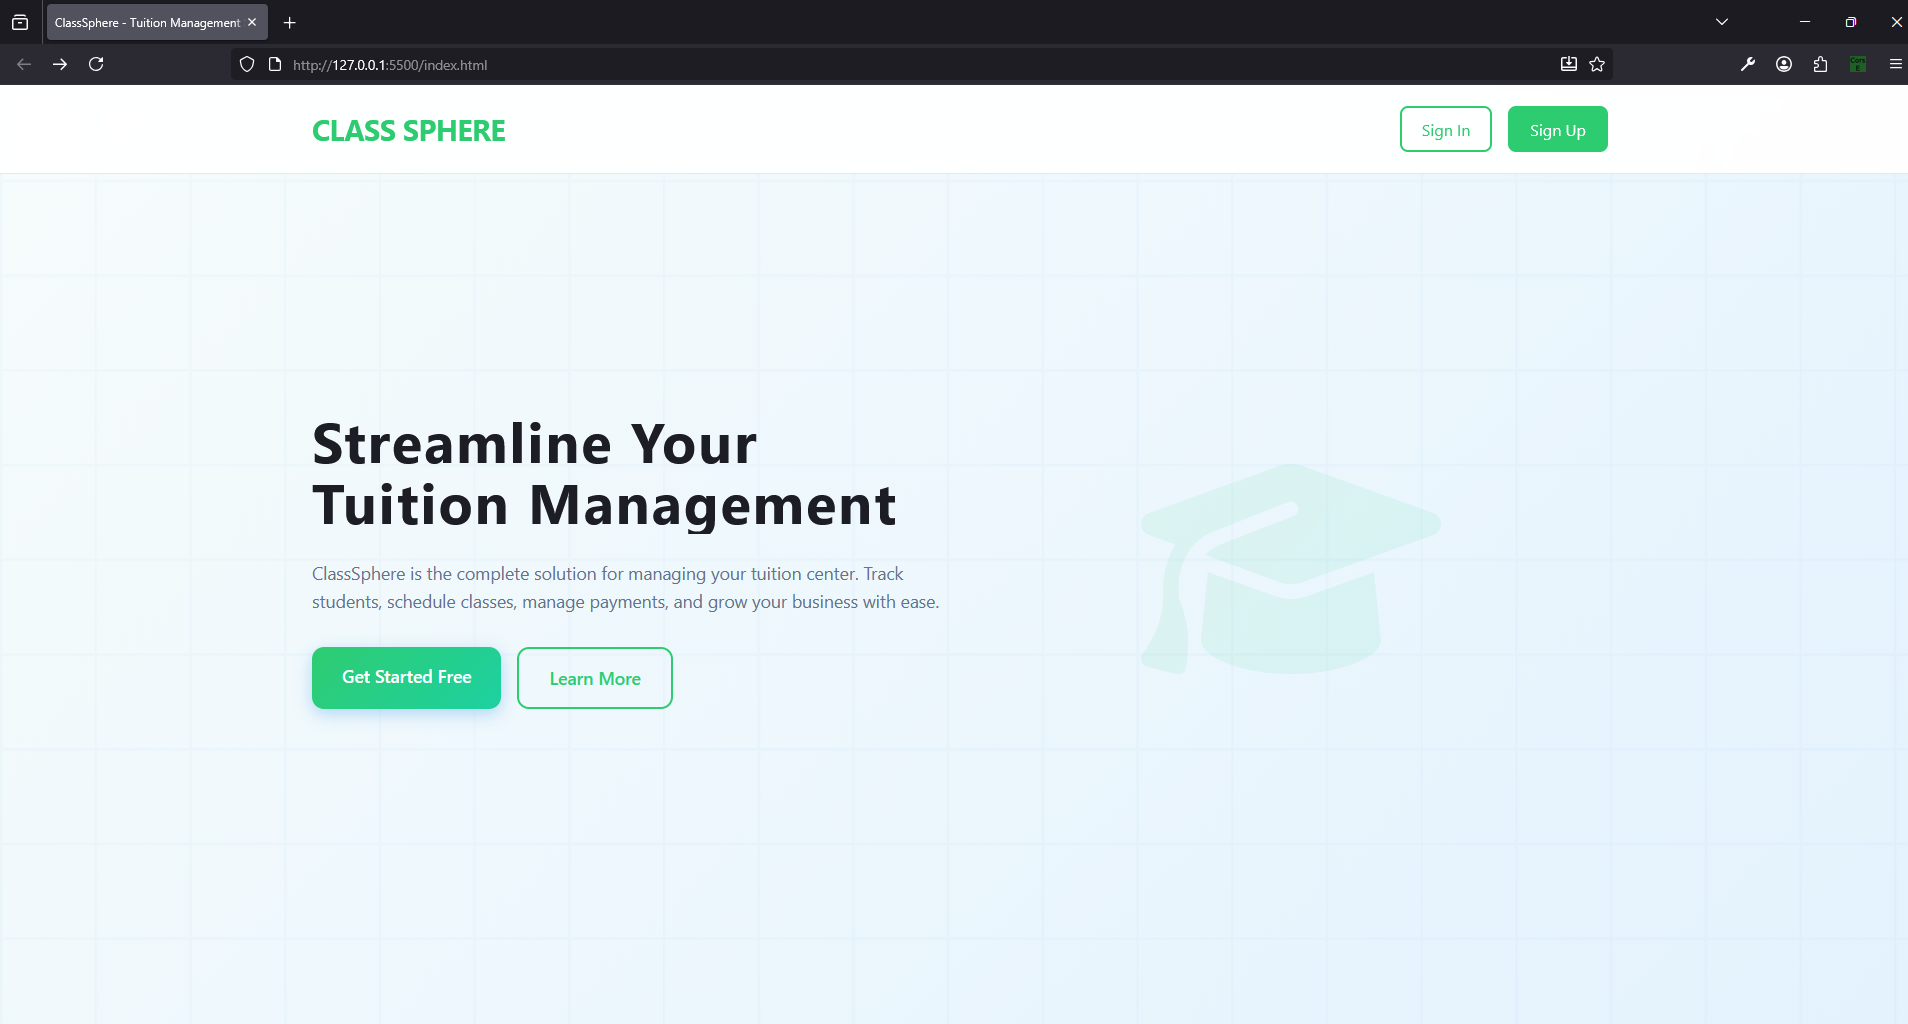 ClassSphere - Tuition Management
http://127.0.0.1:5500/index.html
CLASS SPHERE
Sign In
Sign Up
Streamline Your
Tuition Management
ClassSphere is the complete solution for managing your tuition center. Track
students, schedule classes, manage payments, and grow your business with ease.
Get Started Free
Learn More